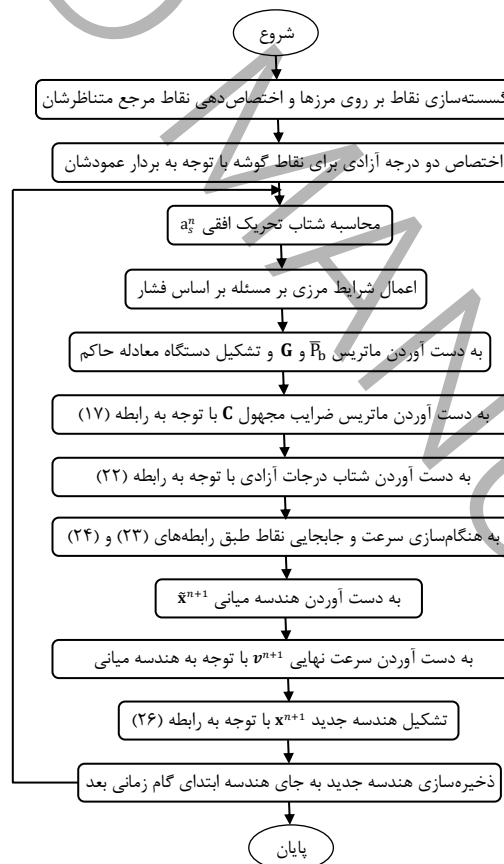 شروع
گسسته‌سازی نقاط بر روی مرزها و اختصاص‌دهی نقاط مرجع متناظرشان
اختصاص دو درجه آزادی برای نقاط گوشه با توجه به بردار عمودشان
محاسبه شتاب تحریک افقی aₛⁿ
اعمال شرایط مرزی بر مسئله بر اساس فشار
به دست آوردن ماتریس P̅b و G و تشکیل دستگاه معادله حاکم
به دست آوردن ماتریس ضرایب مجهول C با توجه به رابطه (۱۷)
به دست آوردن شتاب درجات آزادی با توجه به رابطه (۲۲)
به هنگام‌سازی سرعت و جابجایی نقاط طبق رابطه‌های (۲۳) و (۲۴)
به دست آوردن هندسه میانی x̃ⁿ⁺¹
به دست آوردن سرعت نهایی vⁿ⁺¹ با توجه به هندسه میانی
تشکیل هندسه جدید xⁿ⁺¹ با توجه به رابطه (۲۶)
ذخیره‌سازی هندسه جدید به جای هندسه ابتدای گام زمانی بعد
پایان